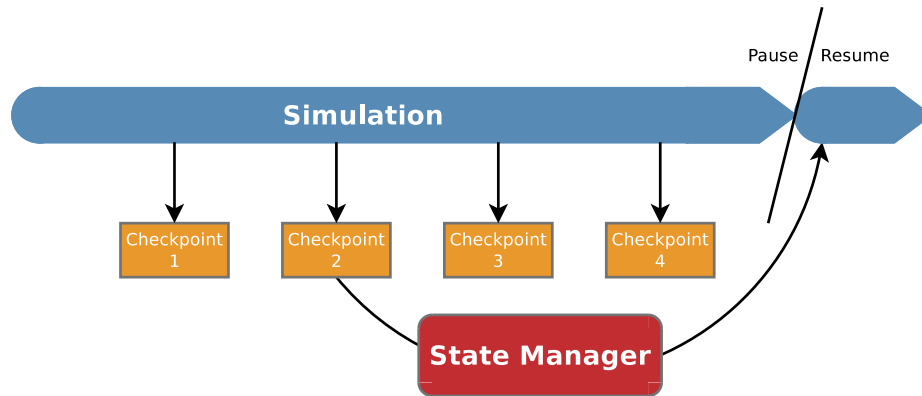 Pause Resume
Simulation
Checkpoint
1
Checkpoint
2
Checkpoint
3
Checkpoint
4
State Manager